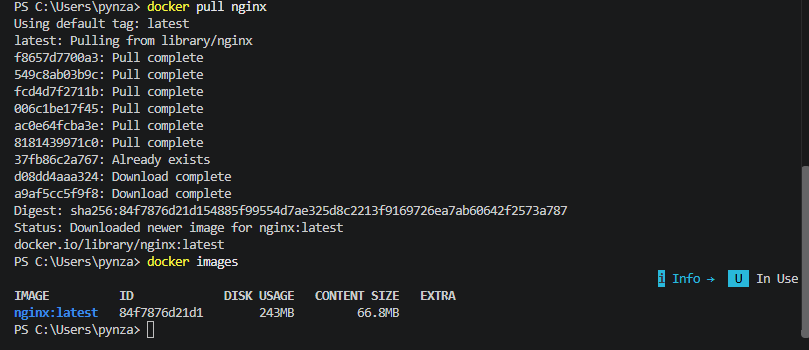 PS C:\Users\pynza> docker pull nginx
Using default tag: latest
latest: Pulling from library/nginx
f8657d7700a3: Pull complete
549c8ab03b9c: Pull complete
fcd4d7f2711b: Pull complete
006c1be17f45: Pull complete
ac0e64fcba3e: Pull complete
8181439971c0: Pull complete
37fb86c2a767: Already exists
d08dd4aaa324: Download complete
a9af5cc5f9f8: Download complete
Digest: sha256:84f7876d21d154885f99554d7ae325d8c2213f9169726ea7ab60642f2573a787
Status: Downloaded newer image for nginx:latest
docker.io/library/nginx:latest
PS C:\Users\pynza> docker images
i Info → U In Use
IMAGE ID DISK USAGE CONTENT SIZE EXTRA
nginx:latest 84f7876d21d1 243MB 66.8MB
PS C:\Users\pynza>